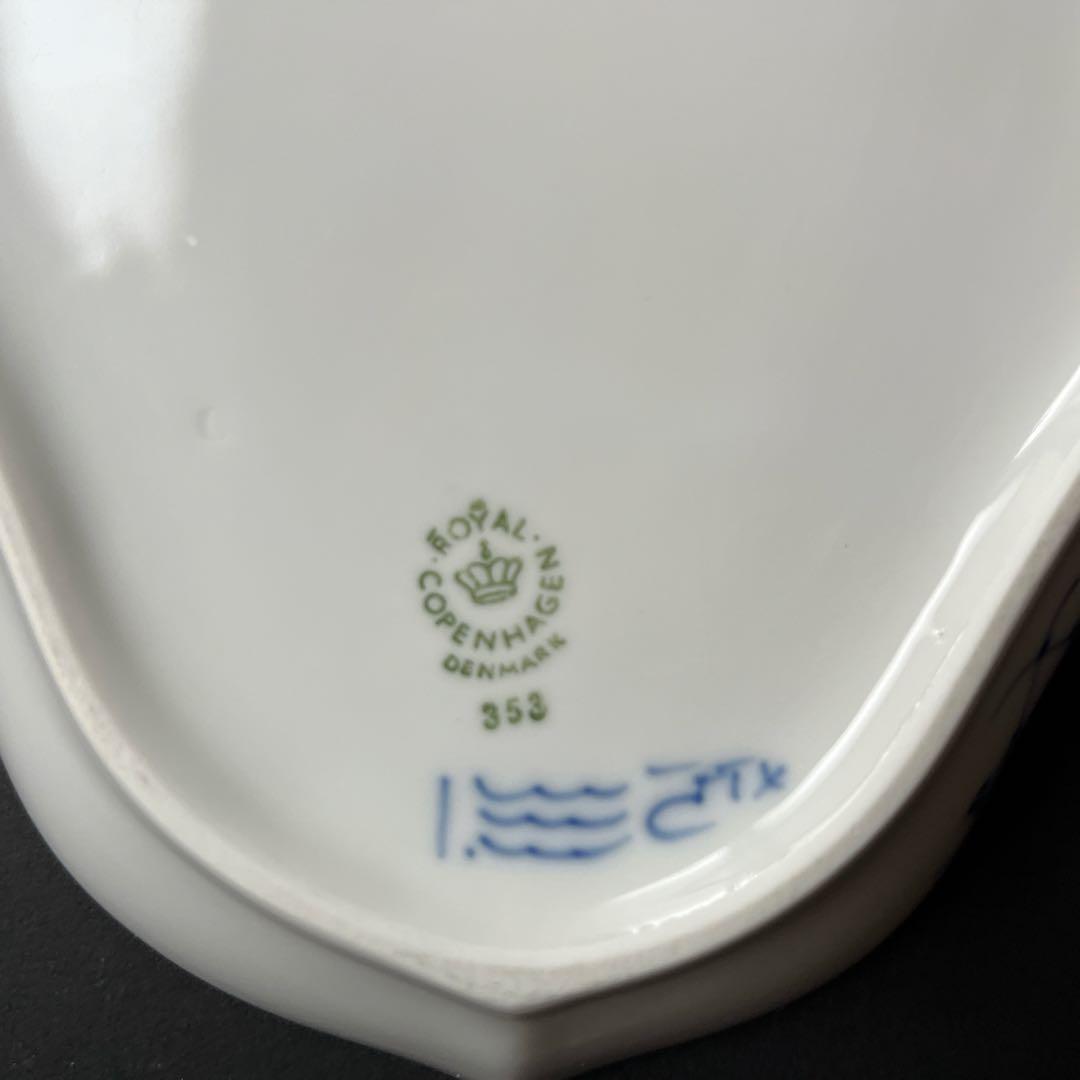 ROYAL
COPENHAGEN
DENMARK
353